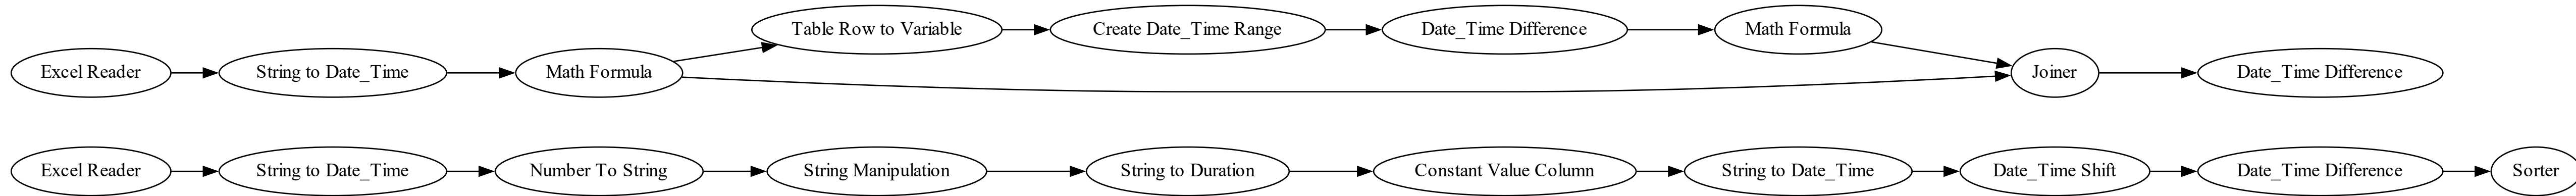 Table Row to Variable
Create Date_Time Range
Date_Time Difference
Math Formula
Excel Reader
String to Date_Time
Math Formula
Joiner
Date_Time Difference
Excel Reader
String to Date_Time
Number To String
String Manipulation
String to Duration
Constant Value Column
String to Date_Time
Date_Time Shift
Date_Time Difference
Sorter